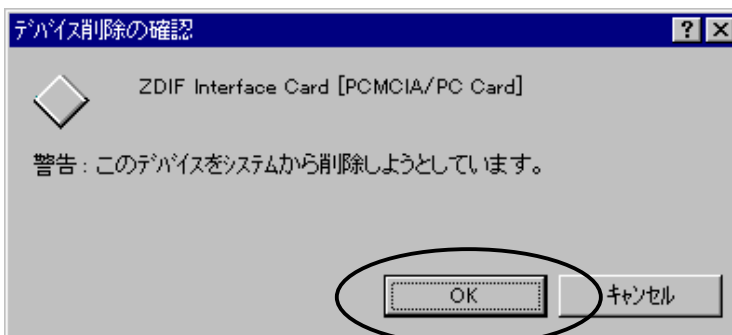 ﾃﾞﾊﾞｲｽ削除の確認
ZDIF Interface Card [PCMCIA/PC Card]
警告 : このﾃﾞﾊﾞｲｽをｼｽﾃﾑから削除しようとしています。
OK
ｷｬﾝｾﾙ